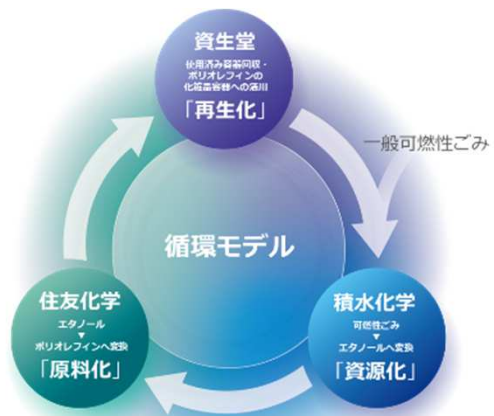 資生堂
使用済み容器回収・
ポリオレフィンの
化粧品容器への活用
「再生化」
一般可燃性ごみ
循環モデル
住友化学
エタノール
▼
ポリオレフィンへ変換
「原料化」
積水化学
可燃性ごみ
▼
エタノールへ変換
「資源化」